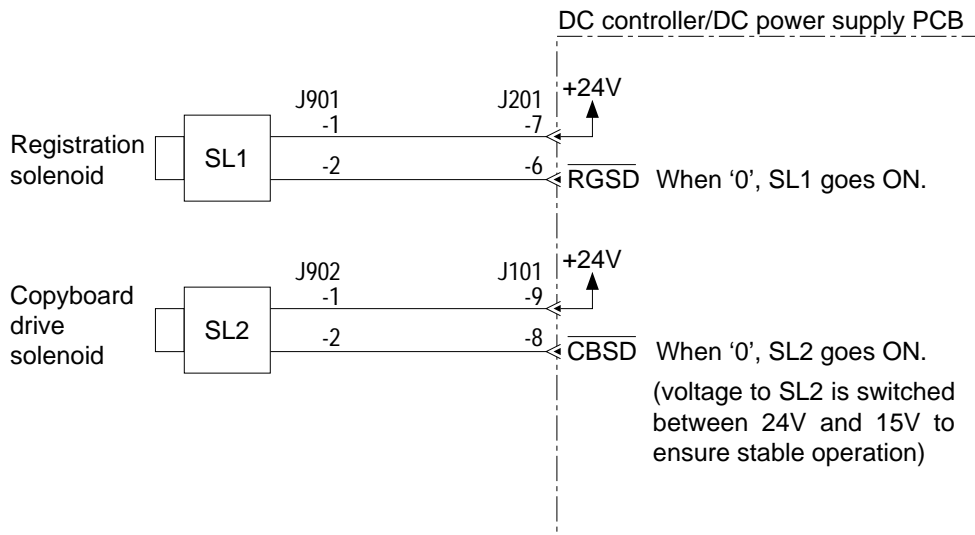 DC controller/DC power supply PCB
+24V
J901
J201
-1
-7
Registration
solenoid
SL1
-2
-6
RGSD When ‘0’, SL1 goes ON.
+24V
J902
J101
-1
-9
Copyboard
drive
solenoid
SL2
-2
-8
CBSD When ‘0’, SL2 goes ON.
(voltage to SL2 is switched
between 24V and 15V to
ensure stable operation)